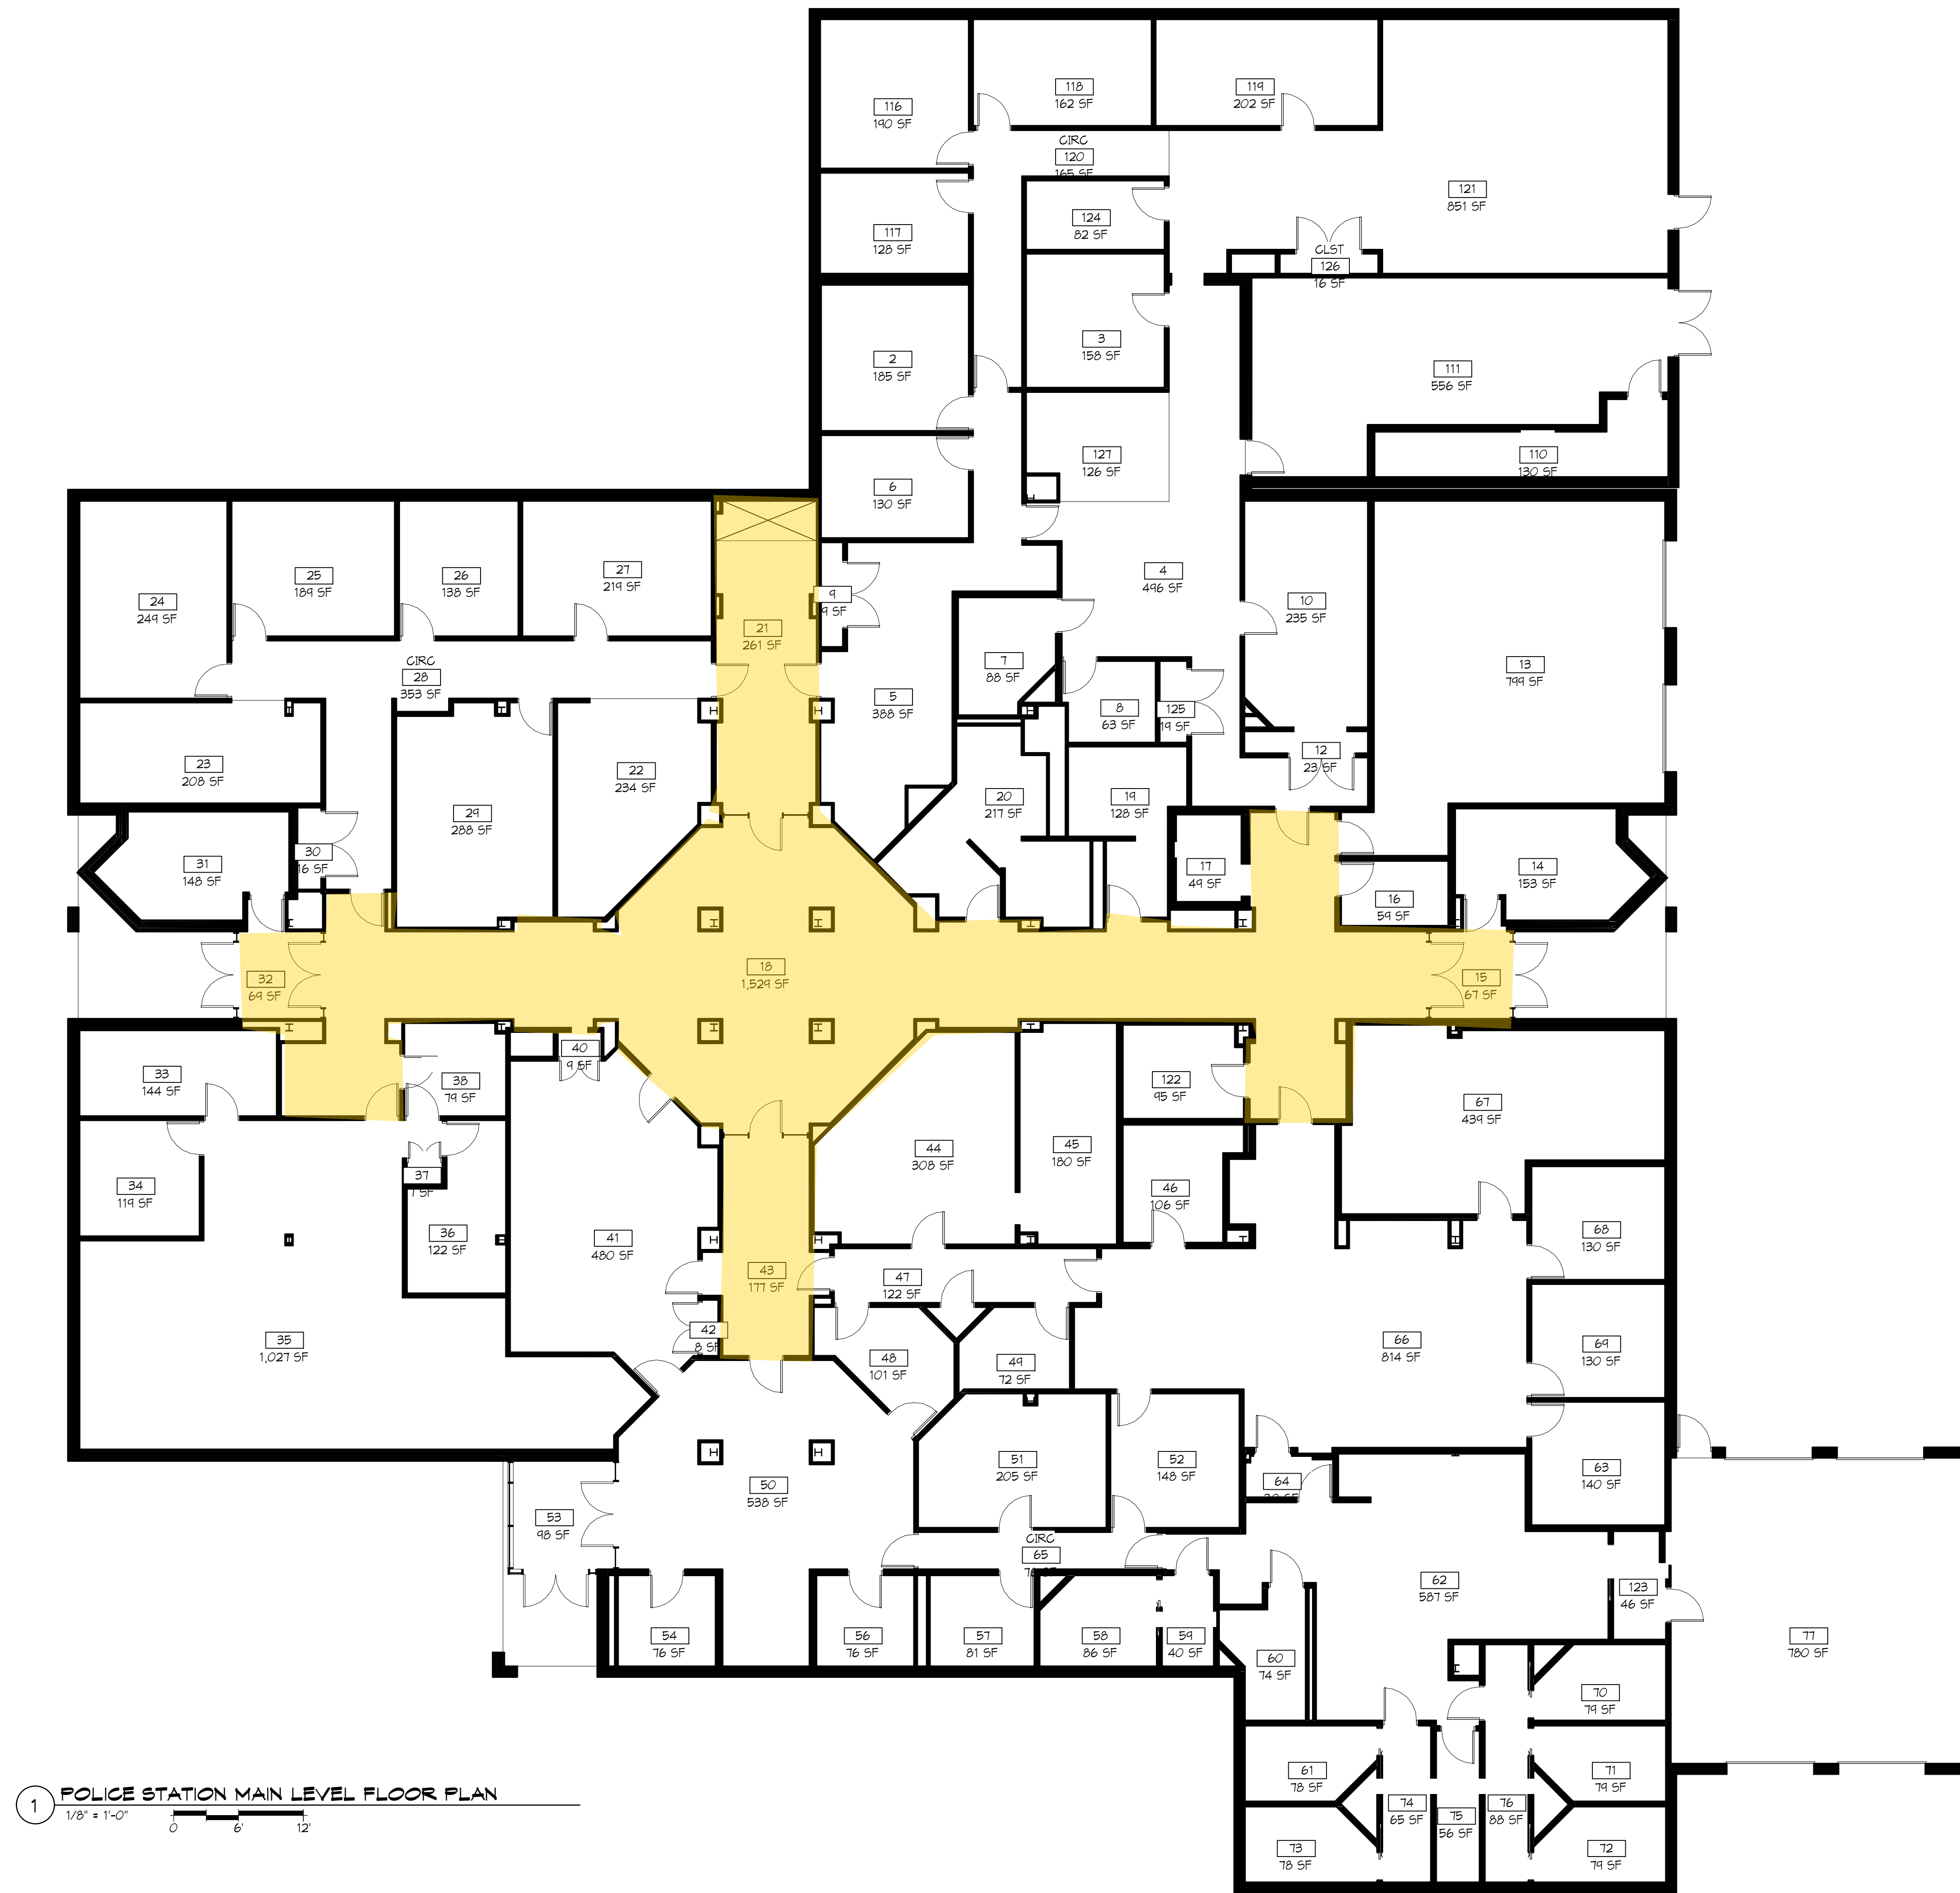 116
190 SF
118
162 SF
119
202 SF
CIRC
120
165 SF
117
128 SF
124
82 SF
121
851 SF
CLST
126
16 SF
2
185 SF
3
158 SF
111
556 SF
127
126 SF
110
130 SF
6
130 SF
24
249 SF
25
189 SF
26
138 SF
27
219 SF
21
261 SF
9
9 SF
4
496 SF
10
235 SF
13
799 SF
CIRC
28
353 SF
5
388 SF
7
88 SF
8
63 SF
125
19 SF
12
23 SF
23
208 SF
29
288 SF
22
234 SF
20
217 SF
19
128 SF
31
148 SF
30
16 SF
17
49 SF
16
59 SF
14
153 SF
32
69 SF
18
1,529 SF
15
67 SF
33
144 SF
38
79 SF
40
9 SF
122
95 SF
67
439 SF
34
119 SF
37
36
122 SF
41
480 SF
44
308 SF
45
180 SF
46
106 SF
68
130 SF
43
177 SF
47
122 SF
35
1,027 SF
42
8 SF
48
101 SF
49
72 SF
66
814 SF
69
130 SF
53
98 SF
50
538 SF
51
205 SF
52
148 SF
64
63
140 SF
CIRC
65
54
76 SF
56
76 SF
57
81 SF
58
86 SF
59
40 SF
60
74 SF
62
587 SF
123
46 SF
77
780 SF
70
79 SF
61
78 SF
71
79 SF
74
65 SF
75
56 SF
76
88 SF
73
78 SF
72
79 SF
1
POLICE STATION MAIN LEVEL FLOOR PLAN
1/8" = 1'-0"
0 6' 12'